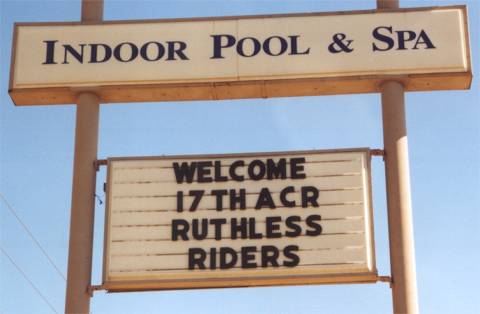 INDOOR POOL & SPA
WELCOME
17TH ACR
RUTHLESS
RIDERS